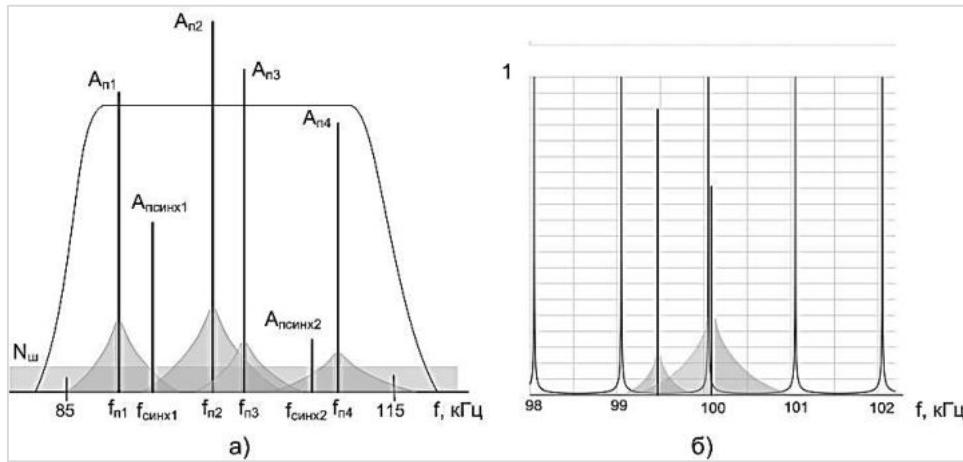 Aп1
Aп2
Aп3
Aп4
Aпсинх1
Aпсинх2
Nш
85
fп1
fсинх1
fп2
fп3
fсинх2
fп4
115
f, кГц
а)
1
98
99
100
101
102
f, кГц
б)